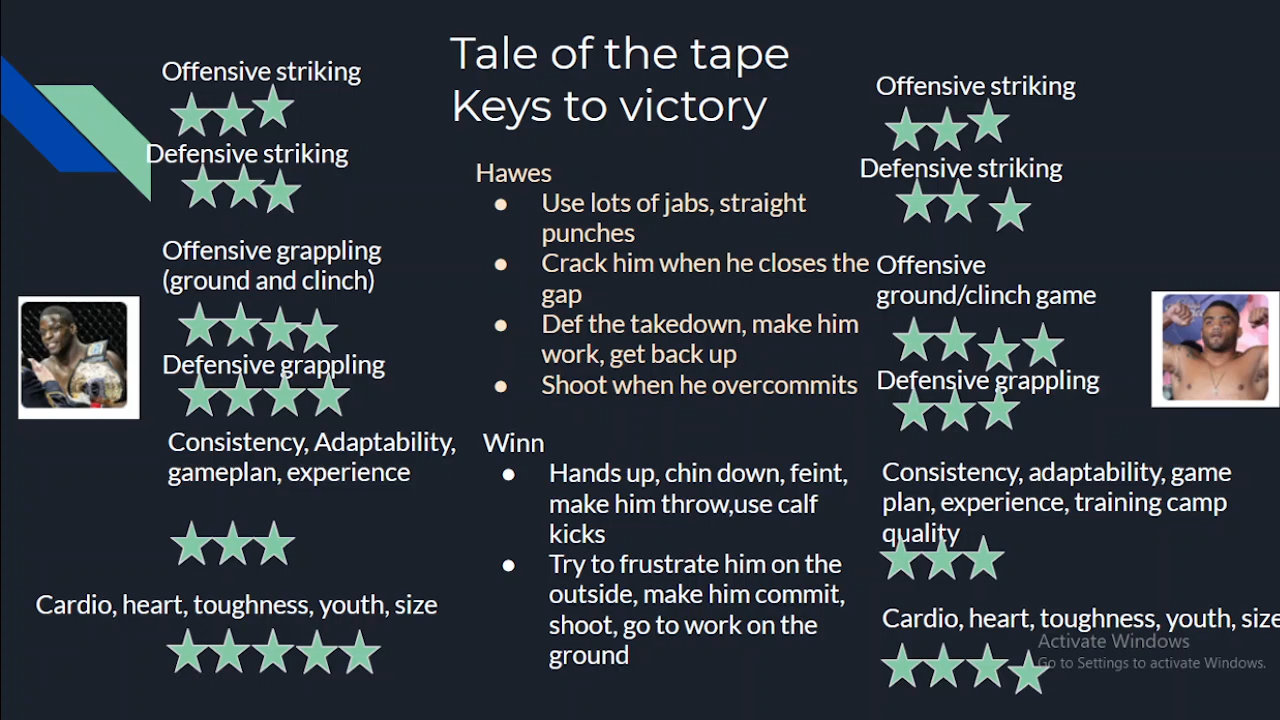 Tale of the tape
Keys to victory
Offensive striking
Defensive striking
Offensive grappling
(ground and clinch)
Defensive grappling
Consistency, Adaptability,
gameplan, experience
Cardio, heart, toughness, youth, size
Hawes
● Use lots of jabs, straight
punches
● Crack him when he closes the
gap
● Def the takedown, make him
work, get back up
● Shoot when he overcommits
Winn
● Hands up, chin down, feint,
make him throw,use calf
kicks
● Try to frustrate him on the
outside, make him commit,
shoot, go to work on the
ground
Offensive striking
Defensive striking
Offensive
ground/clinch game
Defensive grappling
Consistency, adaptability, game
plan, experience, training camp
quality
Cardio, heart, toughness, youth, size
Activate Windows
Go to Settings to activate Windows.